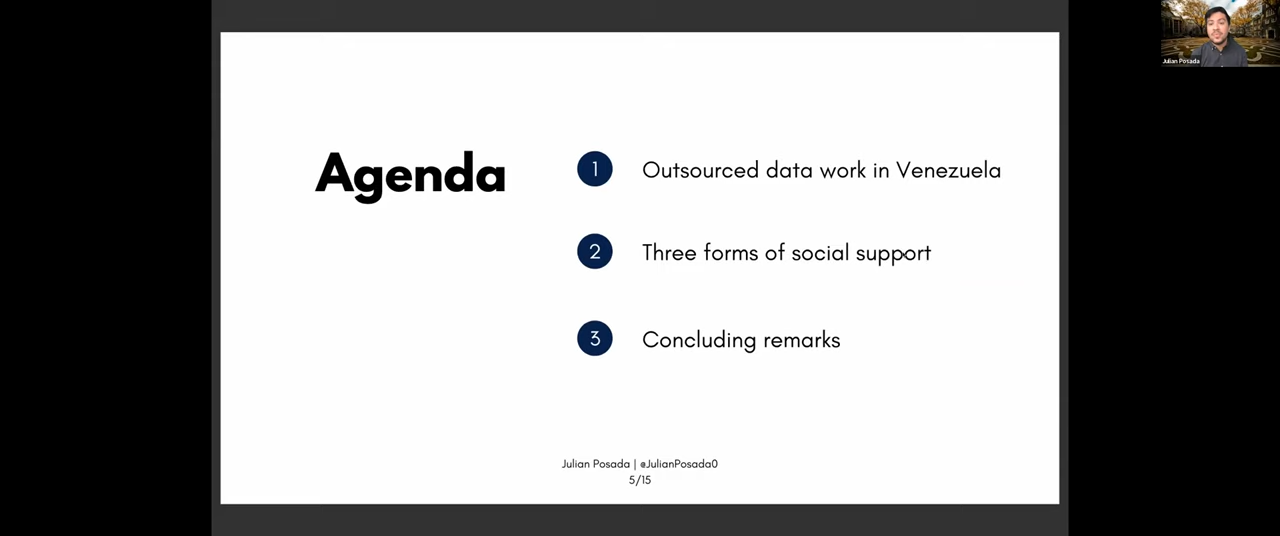 Agenda
1 Outsourced data work in Venezuela
2 Three forms of social support
3 Concluding remarks
Julian Posada | @JulianPosada0
5/15
Julian Posada